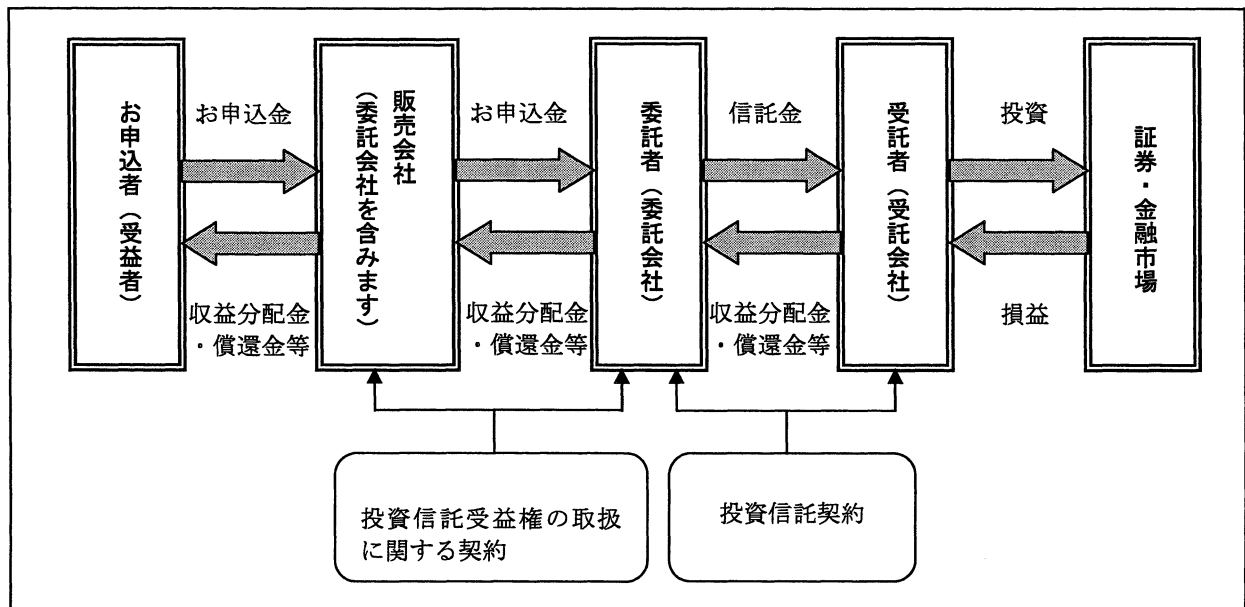 お申込者（受益者）
お申込金
収益分配金
・償還金等
販売会社
（委託会社を含みます）
お申込金
収益分配金
・償還金等
委託者（委託会社）
信託金
収益分配金
・償還金等
受託者（受託会社）
投資
損益
証券・金融市場
投資信託受益権の取扱
に関する契約
投資信託契約